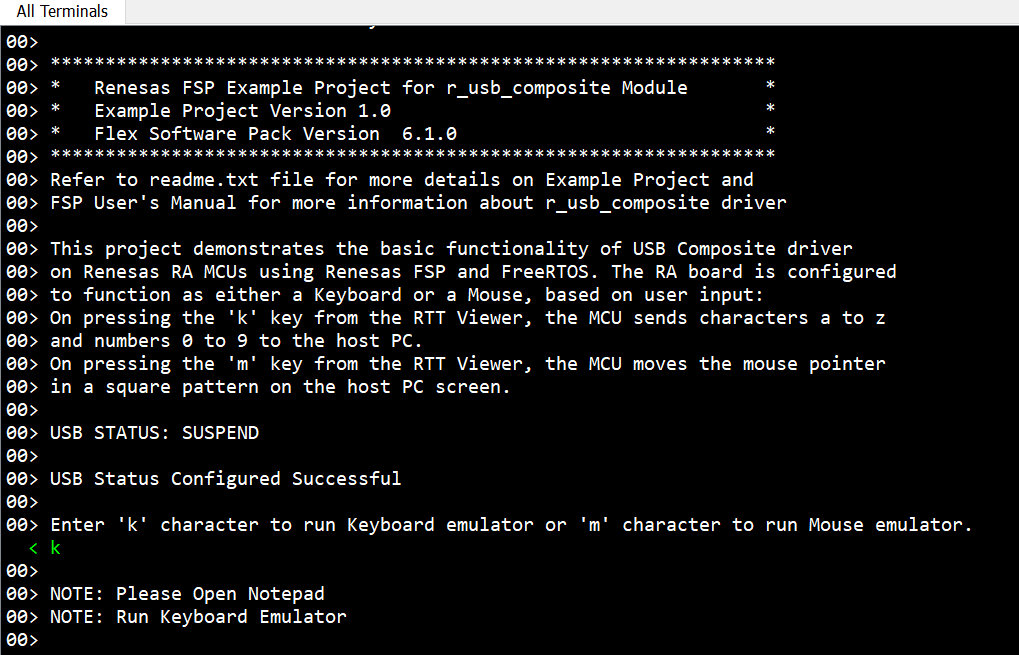 All Terminals
00>
00> ******************************************************************
00> *   Renesas FSP Example Project for r_usb_composite Module       *
00> *   Example Project Version 1.0                                  *
00> *   Flex Software Pack Version  6.1.0                            *
00> ******************************************************************
00> Refer to readme.txt file for more details on Example Project and
00> FSP User's Manual for more information about r_usb_composite driver
00>
00> This project demonstrates the basic functionality of USB Composite driver
00> on Renesas RA MCUs using Renesas FSP and FreeRTOS. The RA board is configured
00> to function as either a Keyboard or a Mouse, based on user input:
00> On pressing the 'k' key from the RTT Viewer, the MCU sends characters a to z
00> and numbers 0 to 9 to the host PC.
00> On pressing the 'm' key from the RTT Viewer, the MCU moves the mouse pointer
00> in a square pattern on the host PC screen.
00>
00> USB STATUS: SUSPEND
00>
00> USB Status Configured Successful
00>
00> Enter 'k' character to run Keyboard emulator or 'm' character to run Mouse emulator.
< k
00>
00> NOTE: Please Open Notepad
00> NOTE: Run Keyboard Emulator
00>